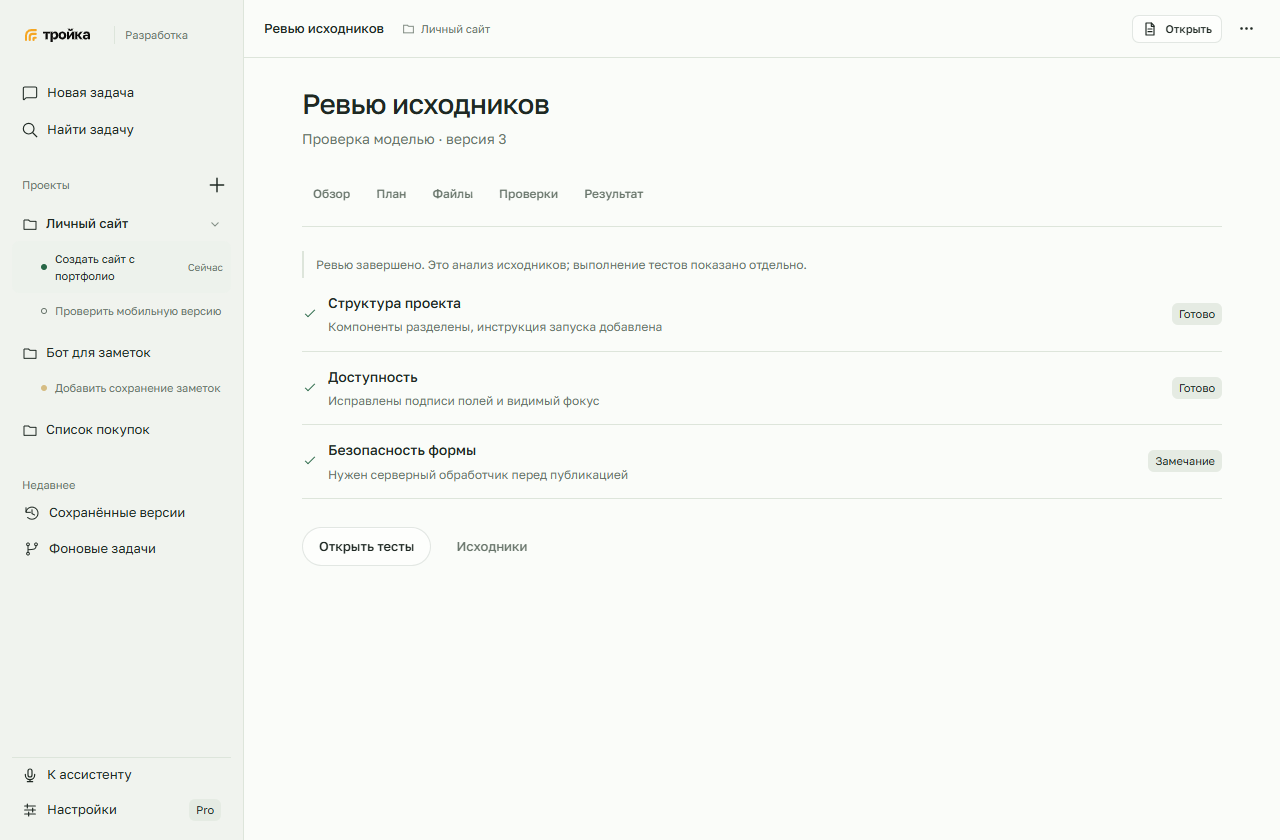 тройка
Разработка
Новая задача
Найти задачу
Проекты
Личный сайт
Создать сайт с
портфолио
Сейчас
Проверить мобильную версию
Бот для заметок
Добавить сохранение заметок
Список покупок
Недавнее
Сохранённые версии
Фоновые задачи
К ассистенту
Настройки
Pro
Ревью исходников
Личный сайт
Открыть
Ревью исходников
Проверка моделью · версия 3
Обзор
План
Файлы
Проверки
Результат
Ревью завершено. Это анализ исходников; выполнение тестов показано отдельно.
Структура проекта
Компоненты разделены, инструкция запуска добавлена
Готово
Доступность
Исправлены подписи полей и видимый фокус
Готово
Безопасность формы
Нужен серверный обработчик перед публикацией
Замечание
Открыть тесты
Исходники